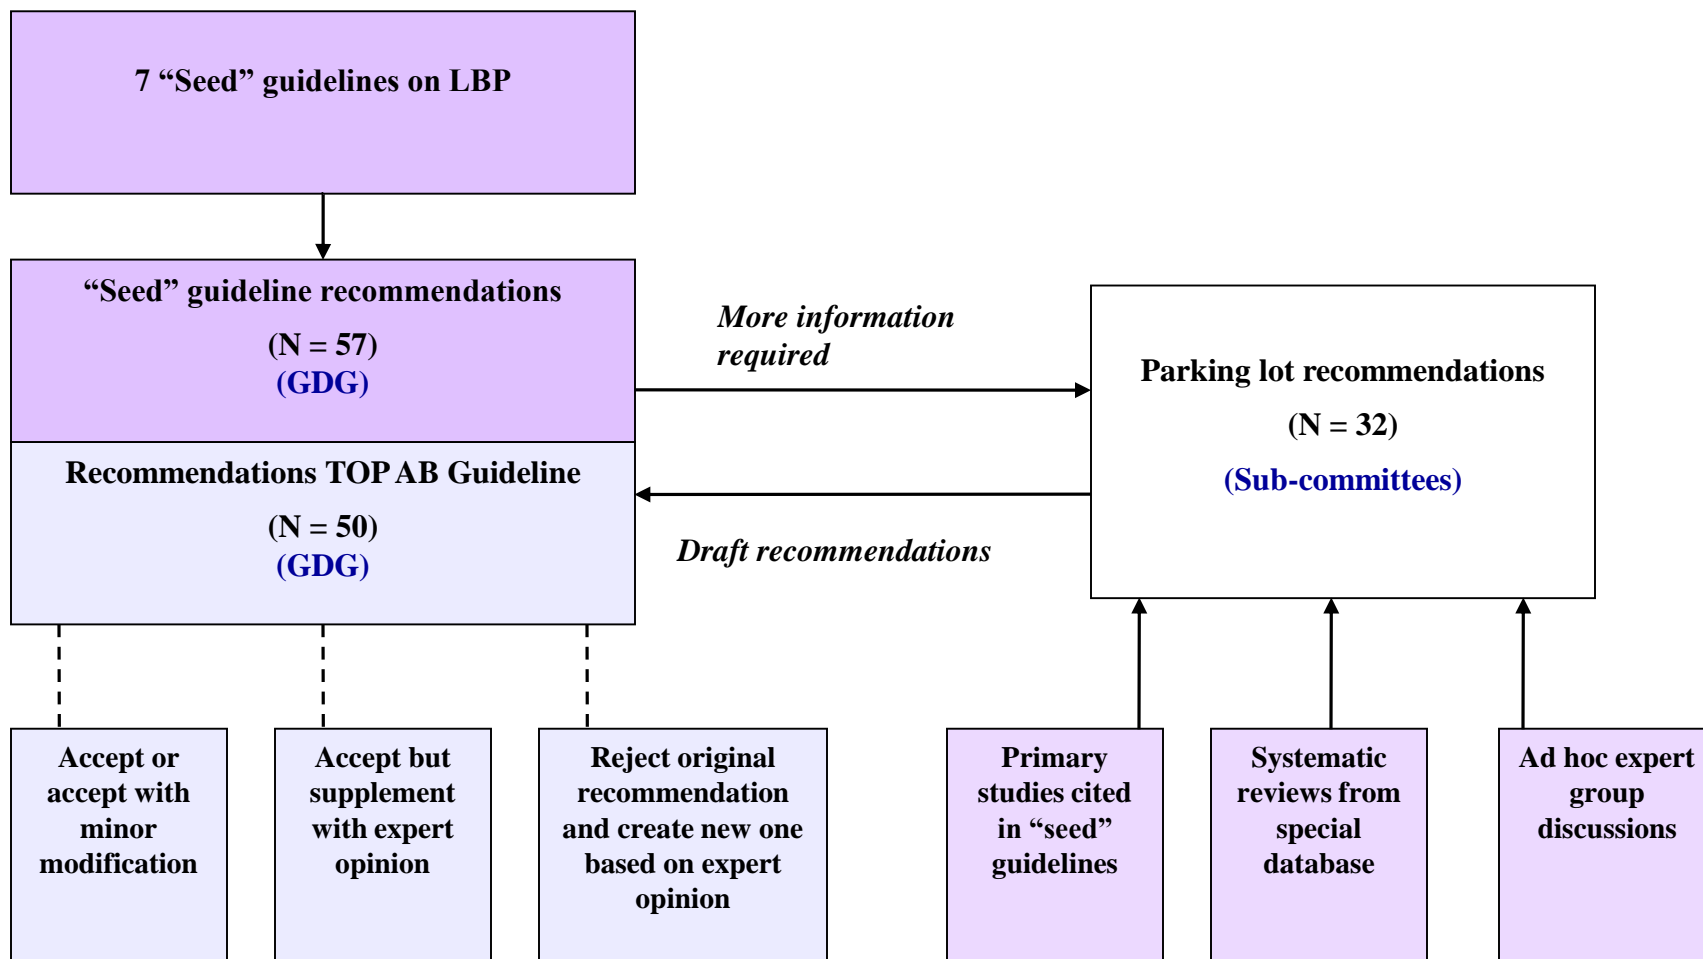 7 “Seed” guidelines on LBP
“Seed” guideline recommendations
(N = 57)
(GDG)
Recommendations TOP AB Guideline
(N = 50)
(GDG)
More information
required
Draft recommendations
Parking lot recommendations
(N = 32)
(Sub-committees)
Accept or
accept with
minor
modification
Accept but
supplement
with expert
opinion
Reject original
recommendation
and create new one
based on expert
opinion
Primary
studies cited
in “seed”
guidelines
Systematic
reviews from
special
database
Ad hoc expert
group
discussions